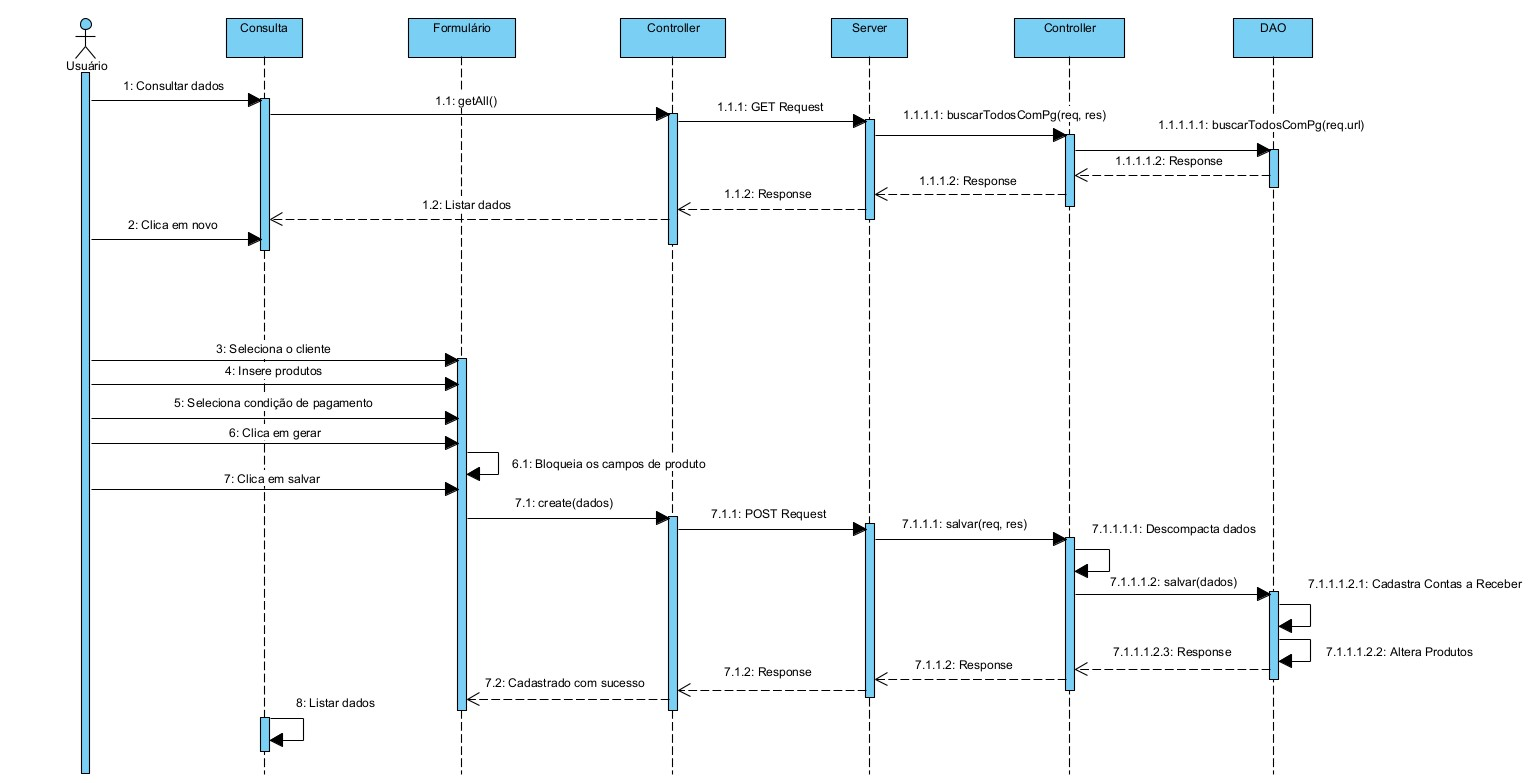 Consulta
Formulário
Controller
Server
Controller
DAO
Usuário
1: Consultar dados
1.1: getAll()
1.1.1: GET Request
1.1.1.1: buscarTodosComPg(req, res)
1.1.1.1.1: buscarTodosComPg(req.url)
1.1.1.1.2: Response
1.1.1.2: Response
1.1.2: Response
1.2: Listar dados
2: Clica em novo
3: Seleciona o cliente
4: Insere produtos
5: Seleciona condição de pagamento
6: Clica em gerar
6.1: Bloqueia os campos de produto
7: Clica em salvar
7.1: create(dados)
7.1.1: POST Request
7.1.1.1: salvar(req, res)
7.1.1.1.1: Descompacta dados
7.1.1.1.2: salvar(dados)
7.1.1.1.2.1: Cadastra Contas a Receber
7.1.1.1.2.2: Altera Produtos
7.1.1.1.2.3: Response
7.1.1.2: Response
7.1.2: Response
7.2: Cadastrado com sucesso
8: Listar dados